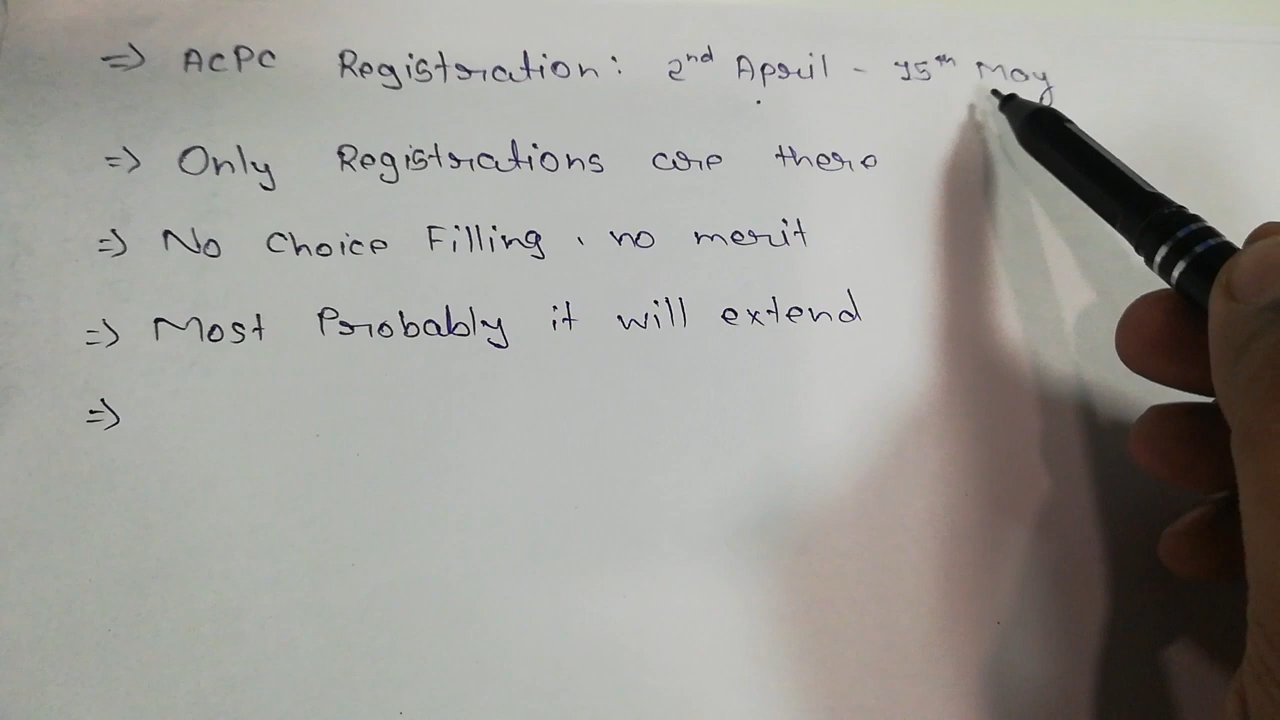 => ACPC Registration: 2nd April - 15th May
=> Only Registrations are there
=> No Choice Filling, no merit
=> Most Probably it will extend
=>